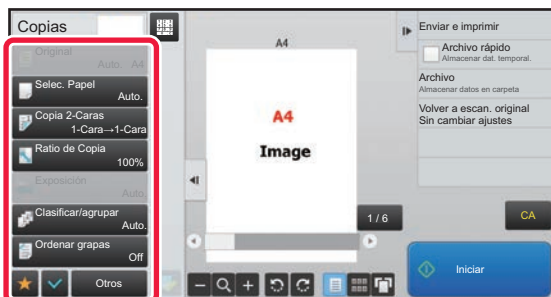 Copias
Original
Auto. A4
Selec. Papel
Auto.
Copia 2-Caras
1-Cara→1-Cara
Ratio de Copia
100%
Exposición
Auto.
Clasificar/agrupar
Auto.
Ordenar grapas
Off
Otros
A4
A4
Image
1 / 6
Enviar e imprimir
Archivo rápido
Almacenar dat. temporal.
Archivo
Almacenar datos en carpeta
Volver a escan. original
Sin cambiar ajustes
CA
Iniciar